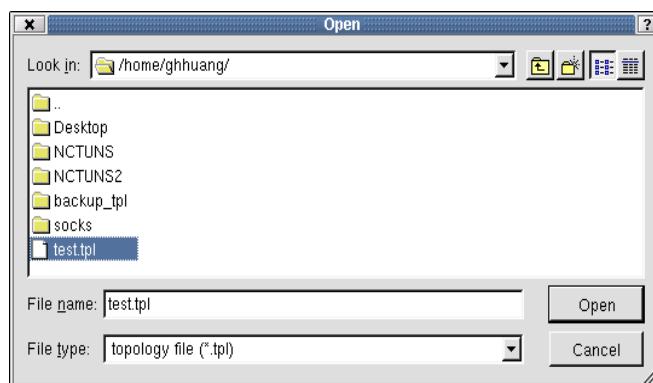 Open
?
Look in: /home/ghhuang/
..
Desktop
NCTUNS
NCTUNS2
backup_tpl
socks
test.tpl
File name: test.tpl
Open
File type: topology file (*.tpl)
Cancel